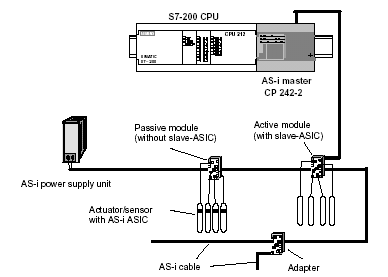 S7-200 CPU
SIEMENS
CPU 212
SIMATIC
S7-200
AS-i master
CP 242-2
Passive module
(without slave-ASIC)
Active module
(with slave-ASIC)
AS-i power supply unit
Actuator/sensor
with AS-i ASIC
AS-i cable
Adapter